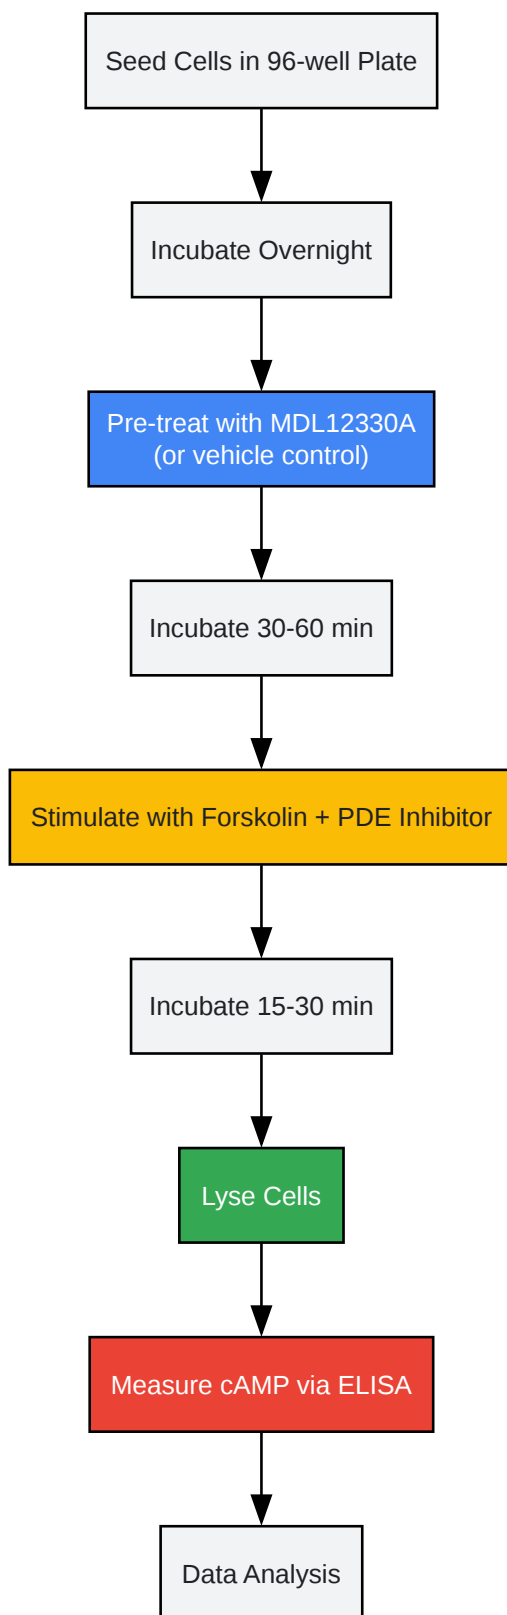 Seed Cells in 96-well Plate
Incubate Overnight
Pre-treat with MDL12330A
(or vehicle control)
Incubate 30-60 min
Stimulate with Forskolin + PDE Inhibitor
Incubate 15-30 min
Lyse Cells
Measure cAMP via ELISA
Data Analysis